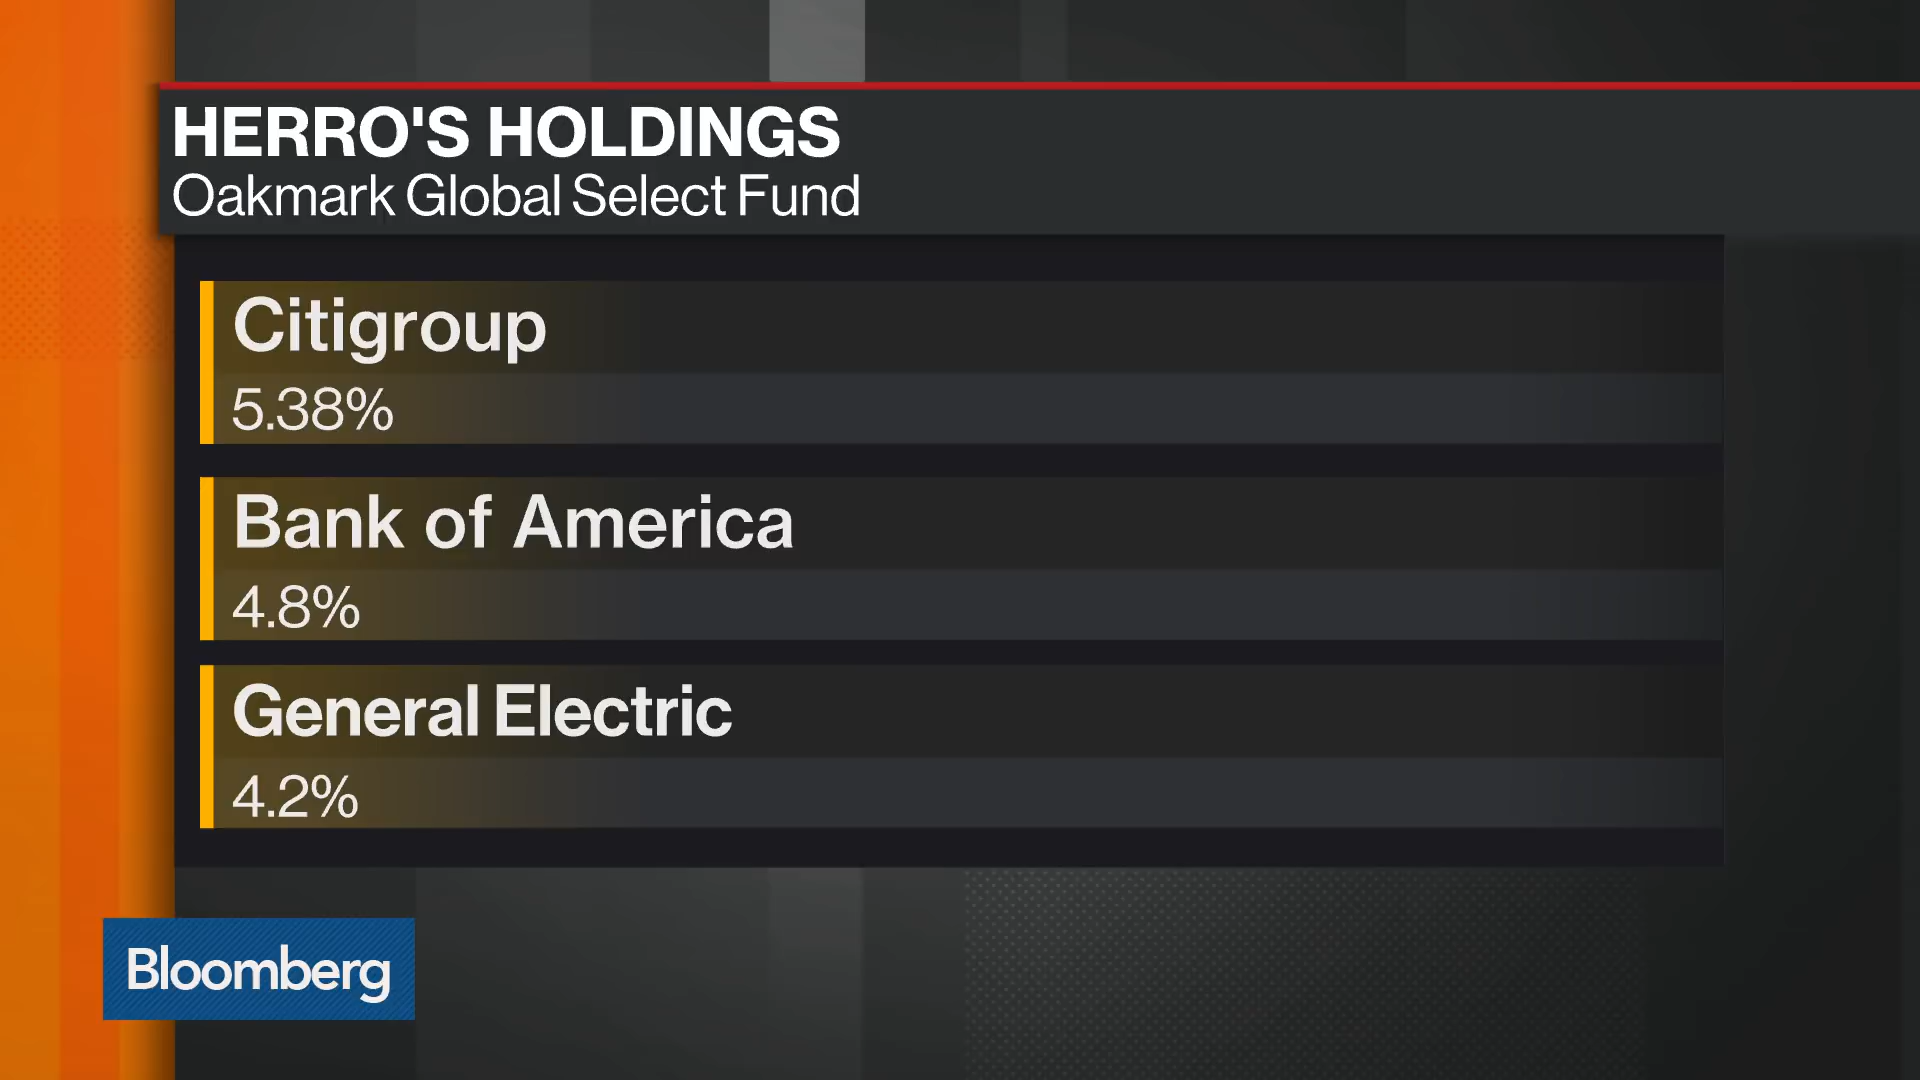 HERRO'S HOLDINGS
Oakmark Global Select Fund
Citigroup
5.38%
Bank of America
4.8%
General Electric
4.2%
Bloomberg